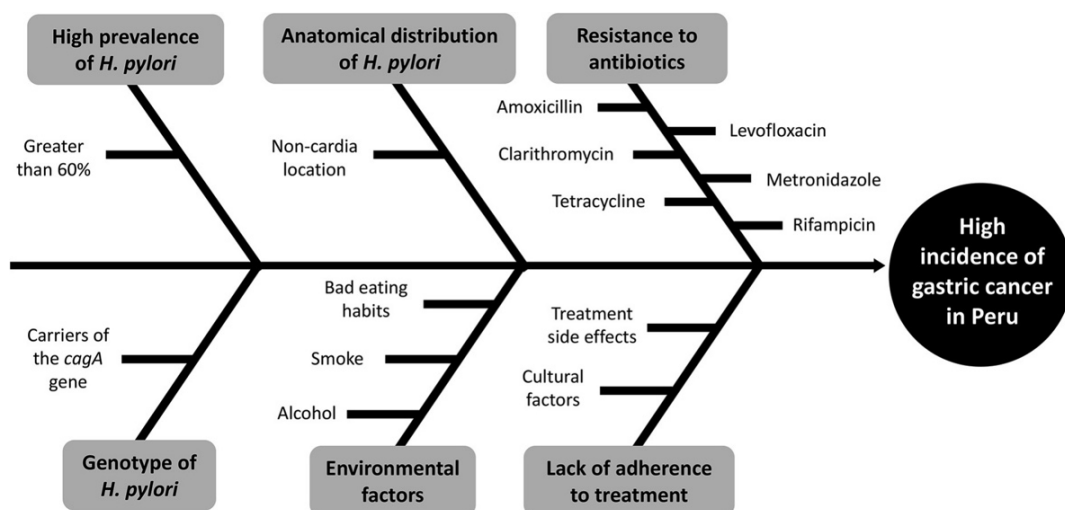 High prevalence
of H. pylori
Anatomical distribution
of H. pylori
Resistance to
antibiotics
Greater
than 60%
Non-cardia
location
Amoxicillin
Levofloxacin
Clarithromycin
Metronidazole
Tetracycline
Rifampicin
High
incidence of
gastric cancer
in Peru
Carriers of
the cagA
gene
Bad eating
habits
Smoke
Alcohol
Treatment
side effects
Cultural
factors
Genotype of
H. pylori
Environmental
factors
Lack of adherence
to treatment